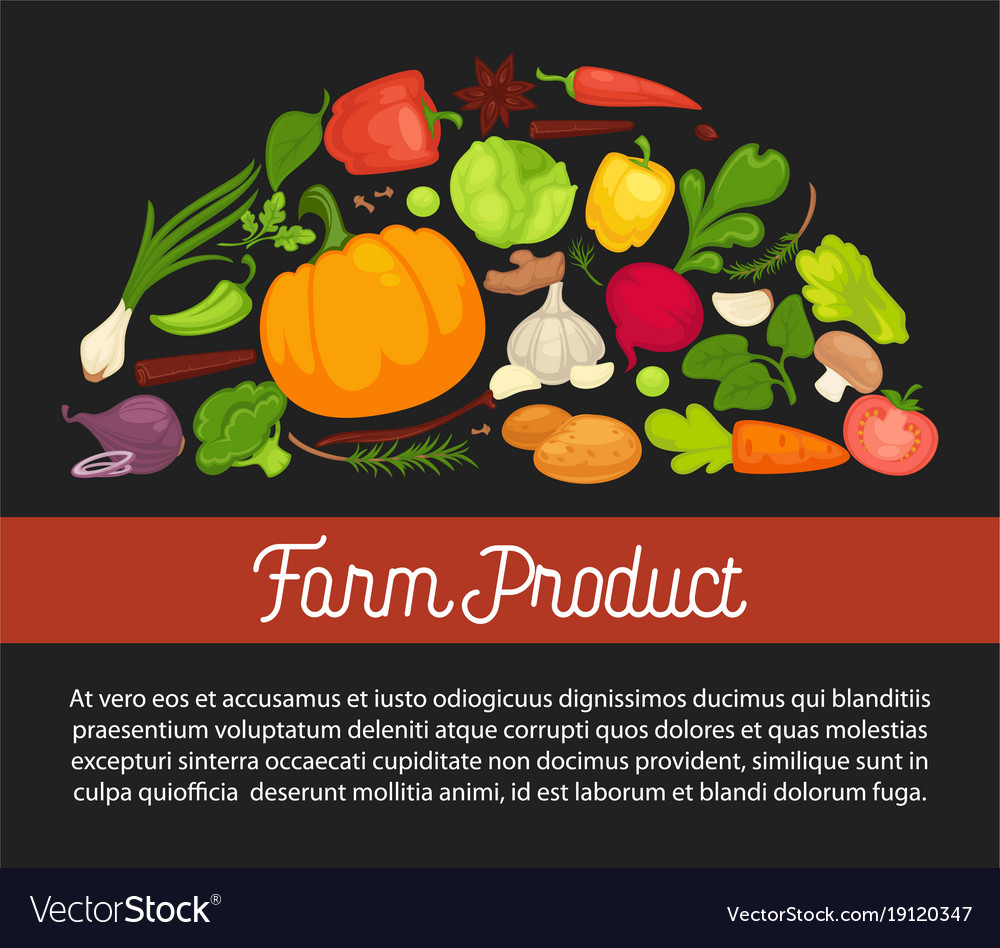 Farm Product
At vero eos et accusamus et iusto odiogicuus dignissimos ducimus qui blanditiis
praesentium voluptatum deleniti atque corrupti quos dolores et quas molestias
excepturi sinterra occaecati cupiditate non docimus provident, similique sunt in
culpa quiofficia  deserunt mollitia animi, id est laborum et blandi dolorum fuga.
VectorStock®
VectorStock.com/19120347